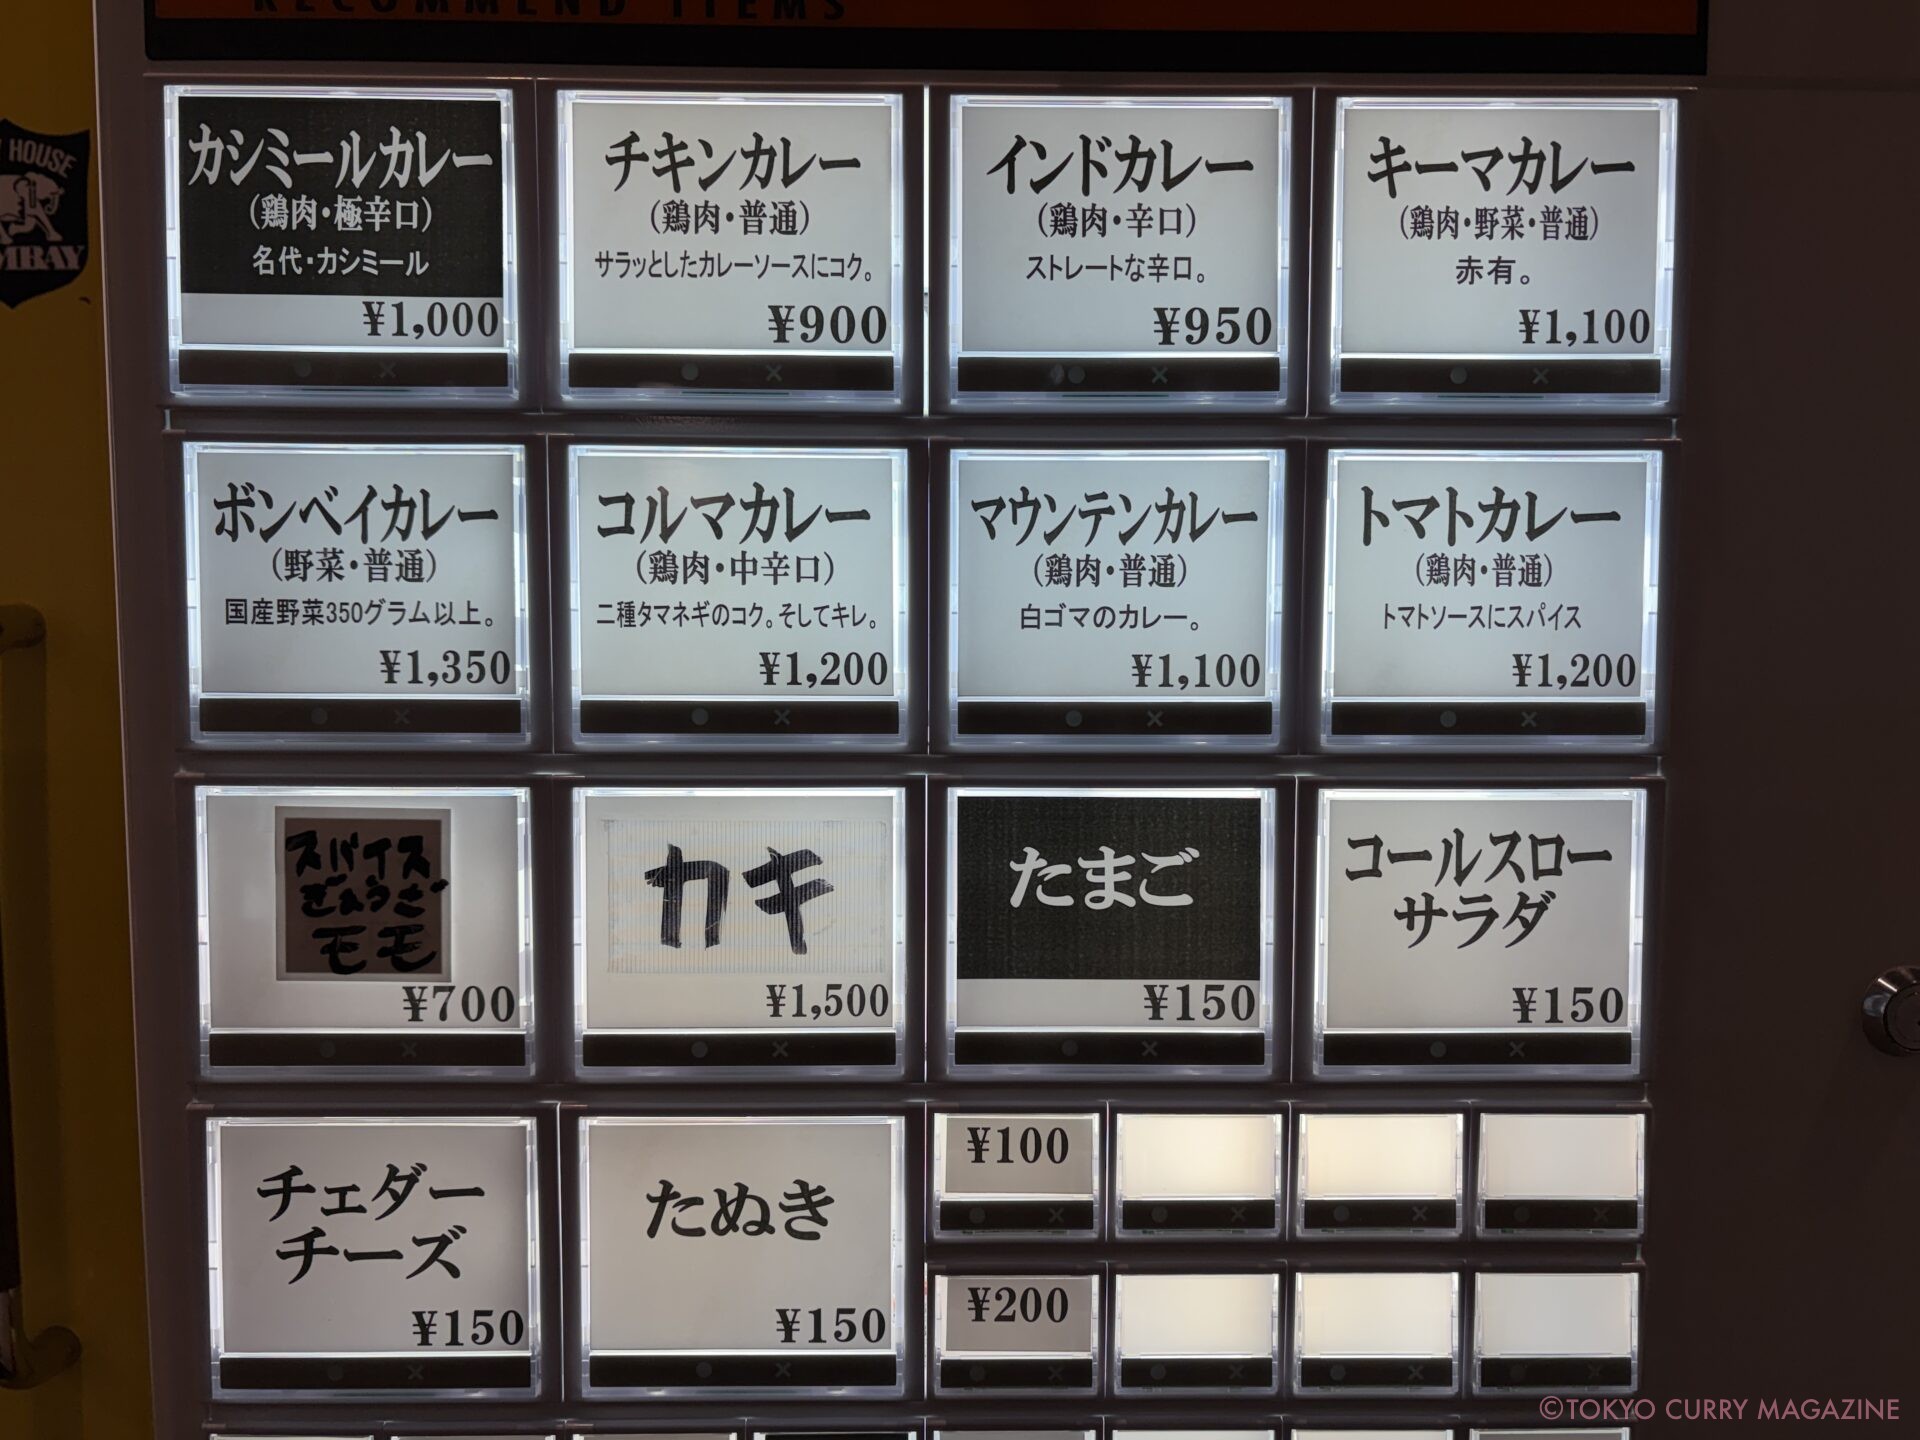 RECOMMEND ITEMS
HOUSE
カシミールカレー
(鶏肉・極辛口)
名代・カシミール
¥1,000
チキンカレー
(鶏肉・普通)
サラッとしたカレーソースにコク。
¥900
インドカレー
(鶏肉・辛口)
ストレートな辛口。
¥950
キーマカレー
(鶏肉・野菜・普通)
赤有。
¥1,100
ボンベイカレー
(野菜・普通)
国産野菜350グラム以上。
¥1,350
コルマカレー
(鶏肉・中辛口)
二種タマネギのコク。そしてキレ。
¥1,200
マウンテンカレー
(鶏肉・普通)
白ゴマのカレー。
¥1,100
トマトカレー
(鶏肉・普通)
トマトソースにスパイス
¥1,200
スパイス
ぎょうざ
モモ
¥700
カキ
¥1,500
たまご
¥150
コールスロー
サラダ
¥150
チェダー
チーズ
¥150
たぬき
¥150
¥100
¥200
©TOKYO CURRY MAGAZINE